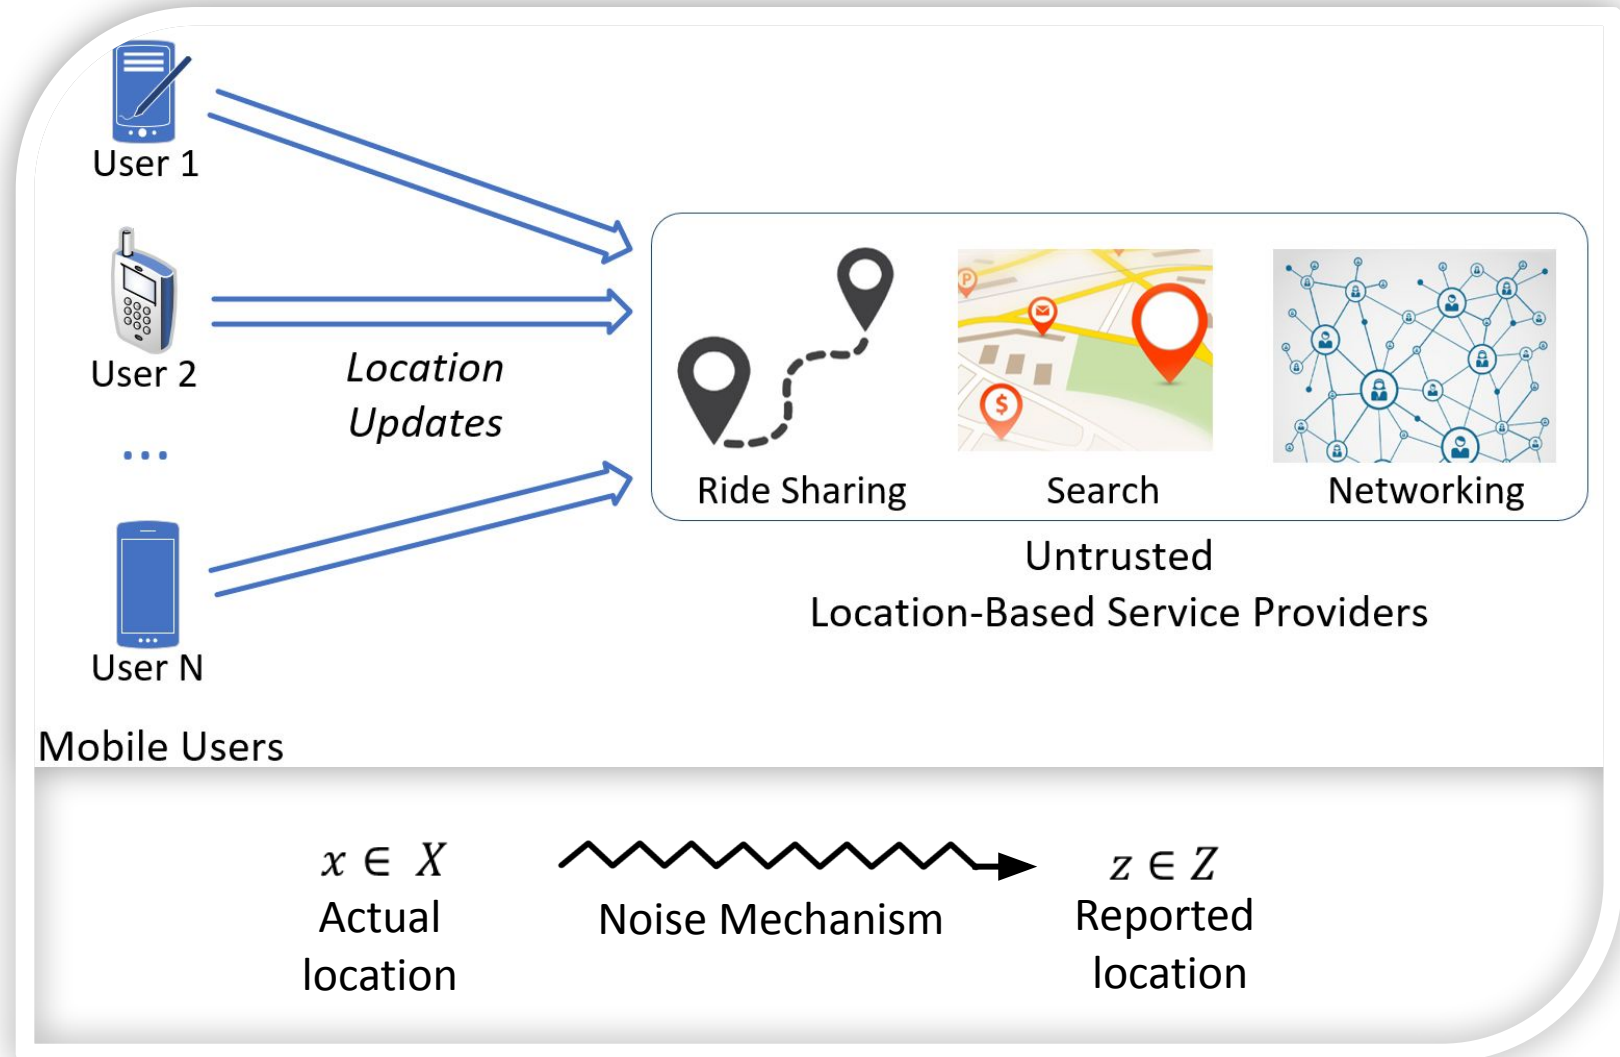 User 1
User 2
...
User N
Mobile Users
Location
Updates
P
$
Ride Sharing
Search
Networking
Untrusted
Location-Based Service Providers
x ∈ X
Actual
location
Noise Mechanism
z ∈ Z
Reported
location